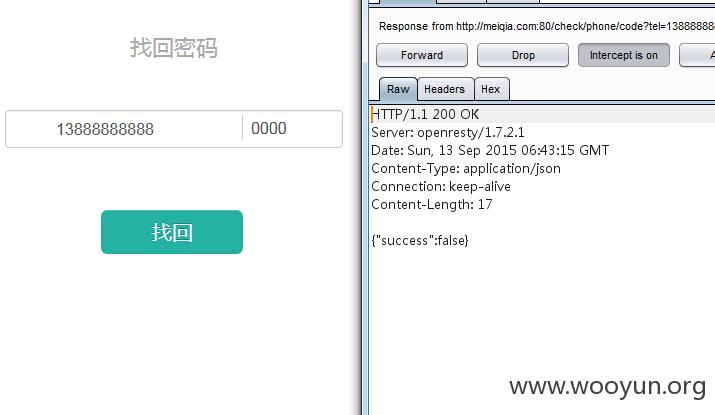 找回密码
13888888888 0000
找回
Response from http://meiqia.com:80/check/phone/code?tel=13888888
Forward Drop Intercept is on A
Raw Headers Hex
HTTP/1.1 200 OK
Server: openresty/1.7.2.1
Date: Sun, 13 Sep 2015 06:43:15 GMT
Content-Type: application/json
Connection: keep-alive
Content-Length: 17
{"success":false}
www.wooyun.org